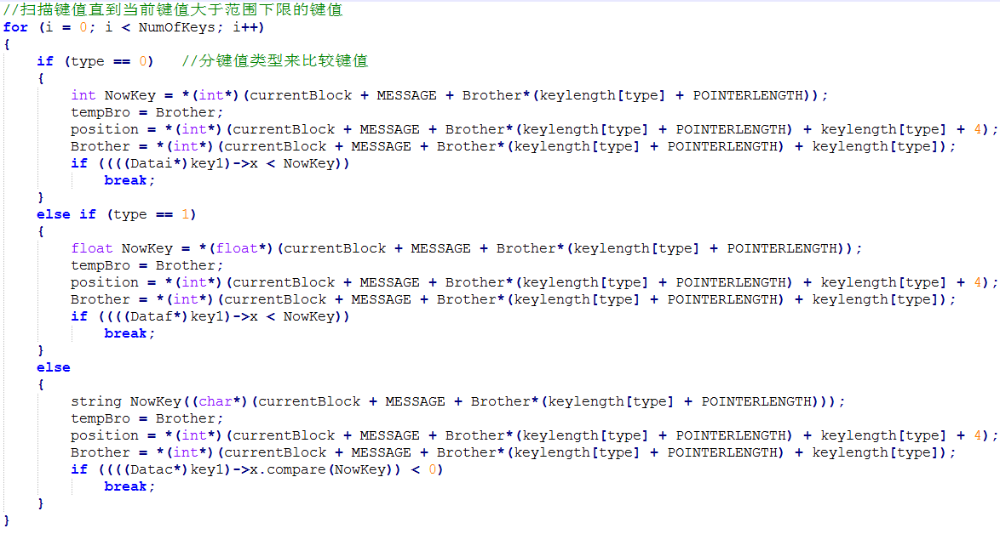 //扫描键值直到当前键值大于范围下限的键值
for (i = 0; i < NumOfKeys; i++)
{
    if (type == 0)   //分键值类型来比较键值
    {
        int NowKey = *(int*)(currentBlock + MESSAGE + Brother*(keylength[type] + POINTERLENGTH));
        tempBro = Brother;
        position = *(int*)(currentBlock + MESSAGE + Brother*(keylength[type] + POINTERLENGTH) + keylength[type] + 4);
        Brother = *(int*)(currentBlock + MESSAGE + Brother*(keylength[type] + POINTERLENGTH) + keylength[type]);
        if ((((Datai*)key1)->x < NowKey))
            break;
    }
    else if (type == 1)
    {
        float NowKey = *(float*)(currentBlock + MESSAGE + Brother*(keylength[type] + POINTERLENGTH));
        tempBro = Brother;
        position = *(int*)(currentBlock + MESSAGE + Brother*(keylength[type] + POINTERLENGTH) + keylength[type] + 4);
        Brother = *(int*)(currentBlock + MESSAGE + Brother*(keylength[type] + POINTERLENGTH) + keylength[type]);
        if ((((Dataf*)key1)->x < NowKey))
            break;
    }
    else
    {
        string NowKey((char*)(currentBlock + MESSAGE + Brother*(keylength[type] + POINTERLENGTH)));
        tempBro = Brother;
        position = *(int*)(currentBlock + MESSAGE + Brother*(keylength[type] + POINTERLENGTH) + keylength[type] + 4);
        Brother = *(int*)(currentBlock + MESSAGE + Brother*(keylength[type] + POINTERLENGTH) + keylength[type]);
        if ((((Datac*)key1)->x.compare(NowKey)) < 0)
            break;
    }
}